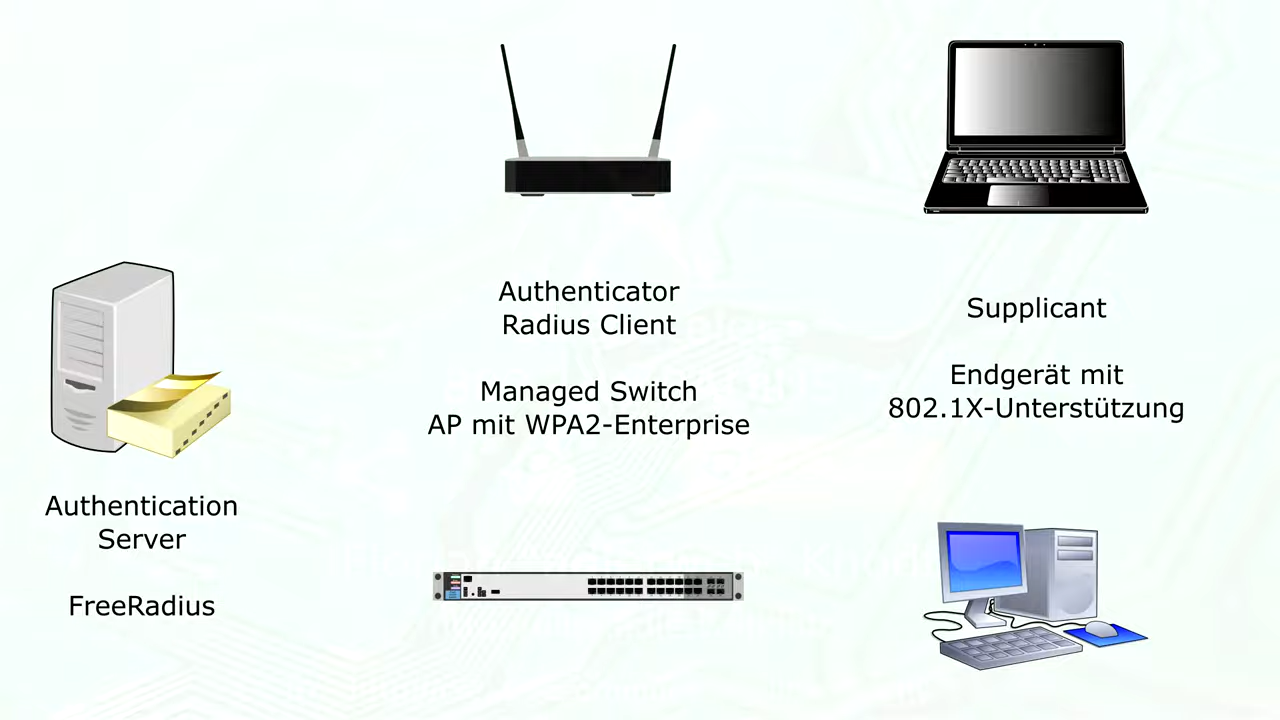 Authenticator
Radius Client
Managed Switch
AP mit WPA2-Enterprise
Supplicant
Endgerät mit
802.1X-Unterstützung
Authentication
Server
FreeRadius